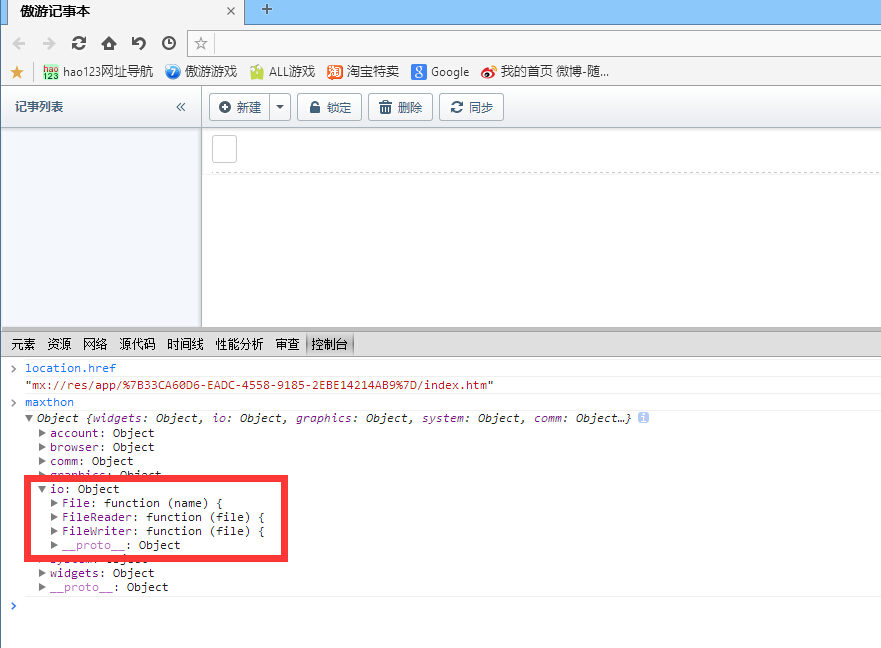 傲游记事本
hao123网址导航 傲游游戏 ALL游戏 淘宝特卖 Google 我的首页 微博-随...
记事列表 « 新建 锁定 删除 同步
元素 资源 网络 源代码 时间线 性能分析 审查 控制台
> location.href
"mx://res/app/%7B33CA60D6-EADC-4558-9185-2EBE14214AB9%7D/index.htm"
> maxthon
▼Object {widgets: Object, io: Object, graphics: Object, system: Object, comm: Object…}
▶account: Object
▶browser: Object
▶comm: Object
▶graphics: Object
▼io: Object
▶File: function (name) {
▶FileReader: function (file) {
▶FileWriter: function (file) {
▶__proto__: Object
▶system: Object
▶widgets: Object
▶__proto__: Object
>